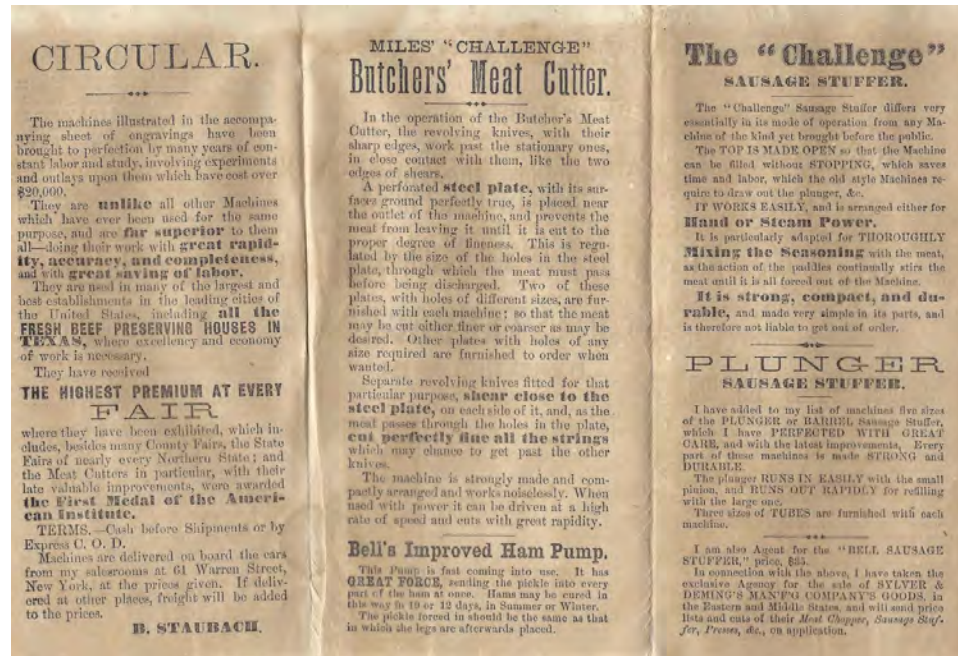 CIRCULAR.
The machines illustrated in the accompa-
nying sheet of engravings have been
brought to perfection by many years of con-
stant labor and study, involving experiments
and outlays upon them which have cost over
$20,000.
They are unlike all other Machines
which have ever been used for the same
purpose, and are far superior to them
all—doing their work with great rapid-
ity, accuracy, and completeness,
and with great saving of labor.
They are used in many of the largest and
best establishments in the leading cities of
the United States, including all the
FRESH BEEF PRESERVING HOUSES IN
TEXAS, where excellency and economy
of work is necessary.
They have received
THE HIGHEST PREMIUM AT EVERY
FAIR
where they have been exhibited, which in-
cludes, besides many County Fairs, the State
Fairs of nearly every Northern State; and
the Meat Cutters in particular, with their
late valuable improvements, were awarded
the First Medal of the Ameri-
can Institute.
TERMS.—Cash before Shipments or by
Express C. O. D.
Machines are delivered on board the cars
from my salesrooms at 61 Warren Street,
New York, at the prices given. If deliv-
ered at other places, freight will be added
to the prices.
B. STAUBACH.
MILES' "CHALLENGE"
Butchers' Meat Cutter.
In the operation of the Butcher's Meat
Cutter, the revolving knives, with their
sharp edges, work past the stationary ones,
in close contact with them, like the two
edges of shears.
A perforated steel plate, with its sur-
faces ground perfectly true, is placed near
the outlet of the machine, and prevents the
meat from leaving it until it is cut to the
proper degree of fineness. This is regu-
lated by the size of the holes in the steel
plate, through which the meat must pass
before being discharged. Two of these
plates, with holes of different sizes, are fur-
nished with each machine; so that the meat
may be cut either finer or coarser as may be
desired. Other plates with holes of any
size required are furnished to order when
wanted.
Separate revolving knives fitted for that
particular purpose, shear close to the
steel plate, on each side of it, and, as the
meat passes through the holes in the plate,
cut perfectly fine all the strings
which may chance to get past the other
knives.
The machine is strongly made and com-
pactly arranged and works noiselessly. When
used with power it can be driven at a high
rate of speed and cuts with great rapidity.
Bell's Improved Ham Pump.
This Pump is fast coming into use. It has
GREAT FORCE, sending the pickle into every
part of the ham at once. Hams may be cured in
this way in 10 or 12 days, in Summer or Winter.
The pickle forced in should be the same as that
in which the legs are afterwards placed.
The "Challenge"
SAUSAGE STUFFER.
The "Challenge" Sausage Stuffer differs very
essentially in its mode of operation from any Ma-
chine of the kind yet brought before the public.
The TOP IS MADE OPEN so that the Machine
can be filled without STOPPING, which saves
time and labor, which the old style Machines re-
quire to draw out the plunger, &c.
IT WORKS EASILY, and is arranged either for
Hand or Steam Power.
It is particularly adapted for THOROUGHLY
Mixing the Seasoning with the meat,
as the action of the paddles continually stirs the
meat until it is all forced out of the Machine.
It is strong, compact, and du-
rable, and made very simple in its parts, and
is therefore not liable to get out of order.
PLUNGER
SAUSAGE STUFFER.
I have added to my list of machines five sizes
of the PLUNGER or BARREL Sausage Stuffer,
which I have PERFECTED WITH GREAT
CARE, and with the latest improvements. Every
part of these machines is made STRONG and
DURABLE.
The plunger RUNS IN EASILY with the small
pinion, and RUNS OUT RAPIDLY for refilling
with the large one.
Three sizes of TUBES are furnished with each
machine.
I am also Agent for the "BELL SAUSAGE
STUFFER," price, $35.
In connection with the above, I have taken the
exclusive Agency for the sale of SYLVER &
DEMING'S MAN'F'G COMPANY'S GOODS, in
the Eastern and Middle States, and will send price
lists and cuts of their Meat Chopper, Sausage Stuf-
fer, Presses, &c., on application.